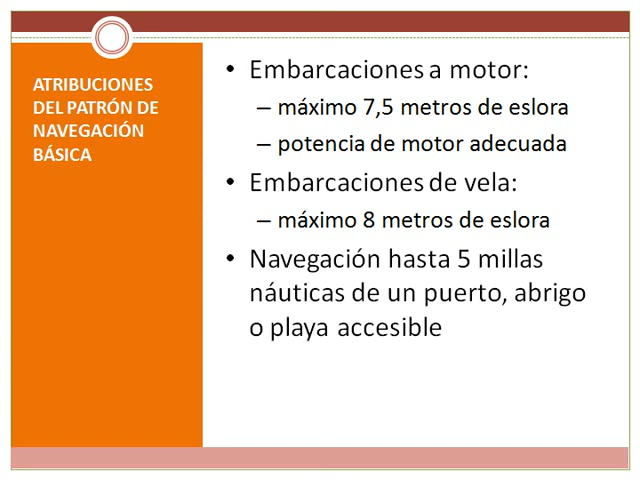 ATRIBUCIONES
DEL PATRÓN DE
NAVEGACIÓN
BÁSICA
• Embarcaciones a motor:
– máximo 7,5 metros de eslora
– potencia de motor adecuada
• Embarcaciones de vela:
– máximo 8 metros de eslora
• Navegación hasta 5 millas
náuticas de un puerto, abrigo
o playa accesible